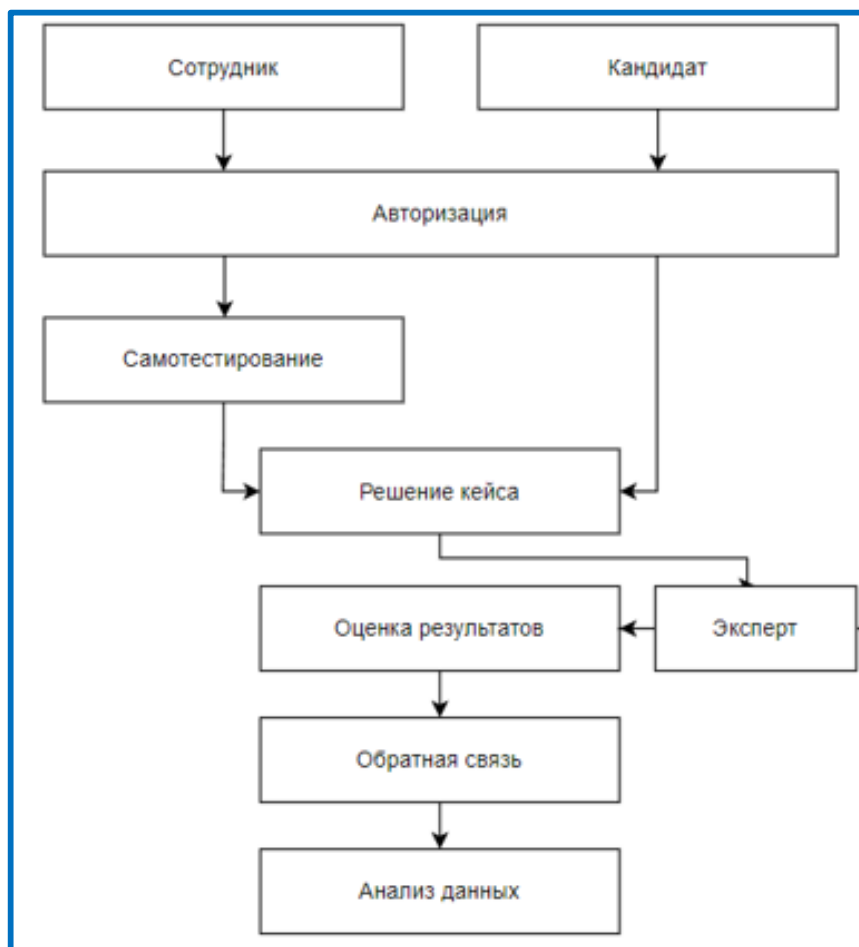 Сотрудник
Кандидат
Авторизация
Самотестирование
Решение кейса
Оценка результатов
Эксперт
Обратная связь
Анализ данных